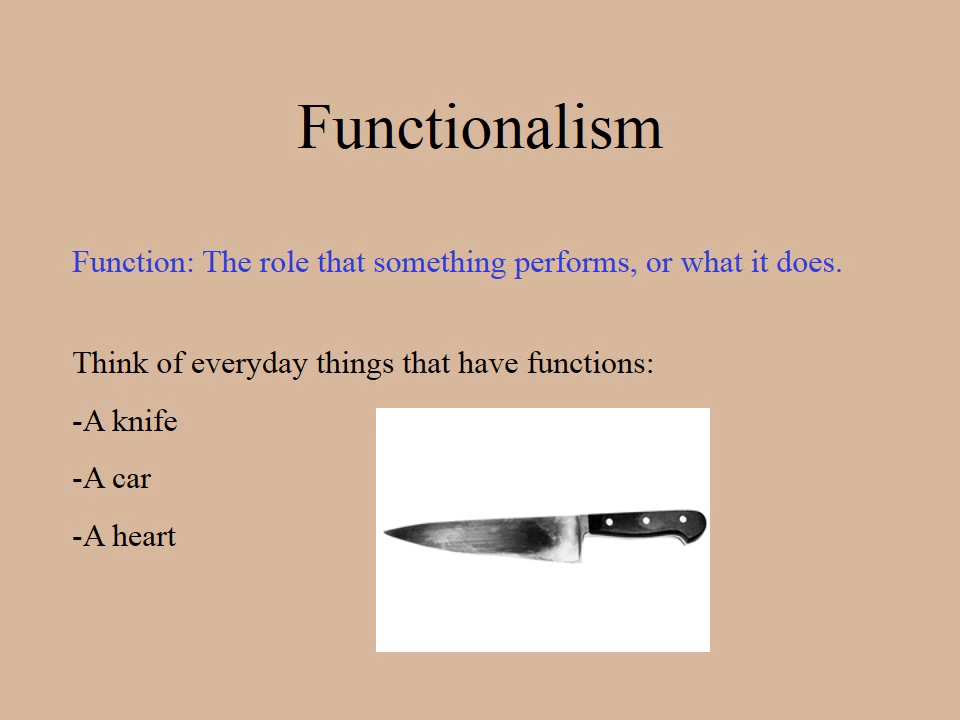 Functionalism
Function: The role that something performs, or what it does.
Think of everyday things that have functions:
-A knife
-A car
-A heart